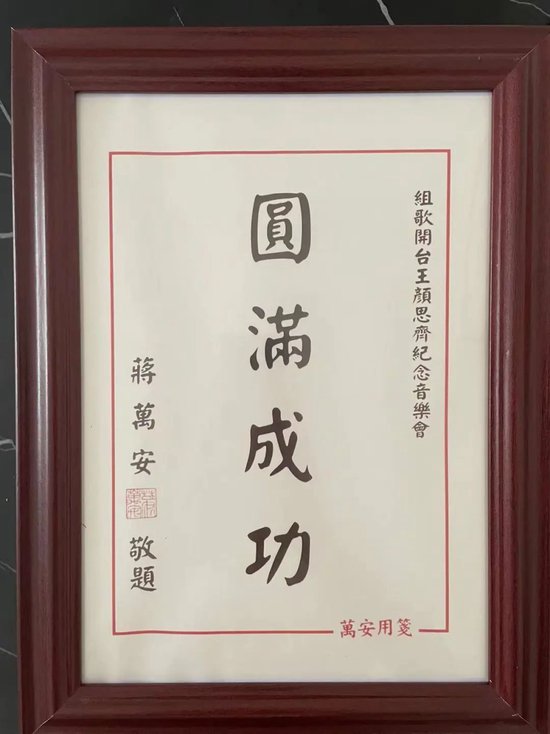 組歌開台王顏思齊紀念音樂會
圓滿成功
蔣萬安 敬題
萬安用箋